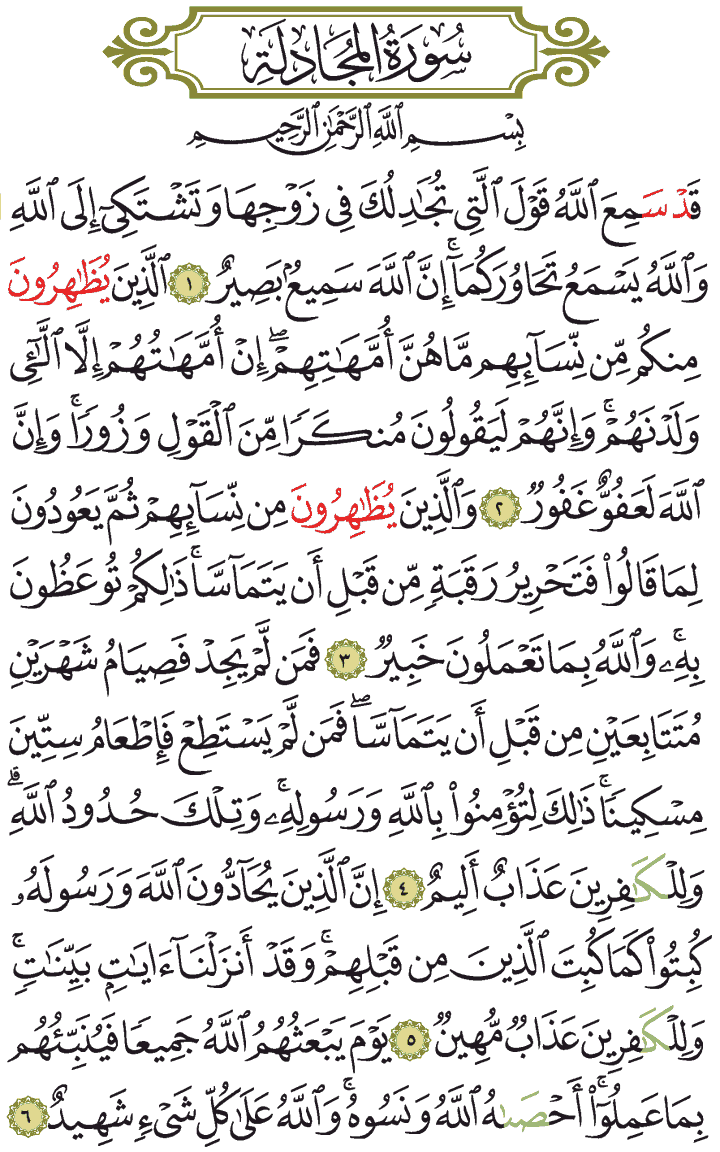 سُورَةُ المُجَادلَةِ
بِسْمِ ٱللَّهِ ٱلرَّحْمَٰنِ ٱلرَّحِيمِ
قَدْ سَمِعَ ٱللَّهُ قَوْلَ ٱلَّتِى تُجَٰدِلُكَ فِى زَوْجِهَا وَتَشْتَكِىٓ إِلَى ٱللَّهِ
وَٱللَّهُ يَسْمَعُ تَحَاوُرَكُمَآ ۚ إِنَّ ٱللَّهَ سَمِيعٌۢ بَصِيرٌ ١ ٱلَّذِينَ يُظَٰهِرُونَ
مِنكُم مِّن نِّسَآئِهِم مَّا هُنَّ أُمَّهَٰتِهِمْ ۖ إِنْ أُمَّهَٰتُهُمْ إِلَّا ٱلَّٰٓـِٔى
وَلَدْنَهُمْ ۚ وَإِنَّهُمْ لَيَقُولُونَ مُنكَرًا مِّنَ ٱلْقَوْلِ وَزُورًا ۚ وَإِنَّ
ٱللَّهَ لَعَفُوٌّ غَفُورٌ ٢ وَٱلَّذِينَ يُظَٰهِرُونَ مِن نِّسَآئِهِمْ ثُمَّ يَعُودُونَ
لِمَا قَالُوا۟ فَتَحْرِيرُ رَقَبَةٍ مِّن قَبْلِ أَن يَتَمَآسَّا ۚ ذَٰلِكُمْ تُوعَظُونَ
بِهِۦ ۚ وَٱللَّهُ بِمَا تَعْمَلُونَ خَبِيرٌ ٣ فَمَن لَّمْ يَجِدْ فَصِيَامُ شَهْرَيْنِ
مُتَتَابِعَيْنِ مِن قَبْلِ أَن يَتَمَآسَّا ۖ فَمَن لَّمْ يَسْتَطِعْ فَإِطْعَامُ سِتِّينَ
مِسْكِينًا ۚ ذَٰلِكَ لِتُؤْمِنُوا۟ بِٱللَّهِ وَرَسُولِهِۦ ۚ وَتِلْكَ حُدُودُ ٱللَّهِ ۗ
وَلِلْكَٰفِرِينَ عَذَابٌ أَلِيمٌ ٤ إِنَّ ٱلَّذِينَ يُحَآدُّونَ ٱللَّهَ وَرَسُولَهُۥ
كُبِتُوا۟ كَمَا كُبِتَ ٱلَّذِينَ مِن قَبْلِهِمْ ۚ وَقَدْ أَنزَلْنَآ ءَايَٰتٍۭ بَيِّنَٰتٍ ۚ
وَلِلْكَٰفِرِينَ عَذَابٌ مُّهِينٌ ٥ يَوْمَ يَبْعَثُهُمُ ٱللَّهُ جَمِيعًا فَيُنَبِّئُهُم
بِمَا عَمِلُوٓا۟ ۚ أَحْصَىٰهُ ٱللَّهُ وَنَسُوهُ ۚ وَٱللَّهُ عَلَىٰ كُلِّ شَىْءٍ شَهِيدٌ ٦